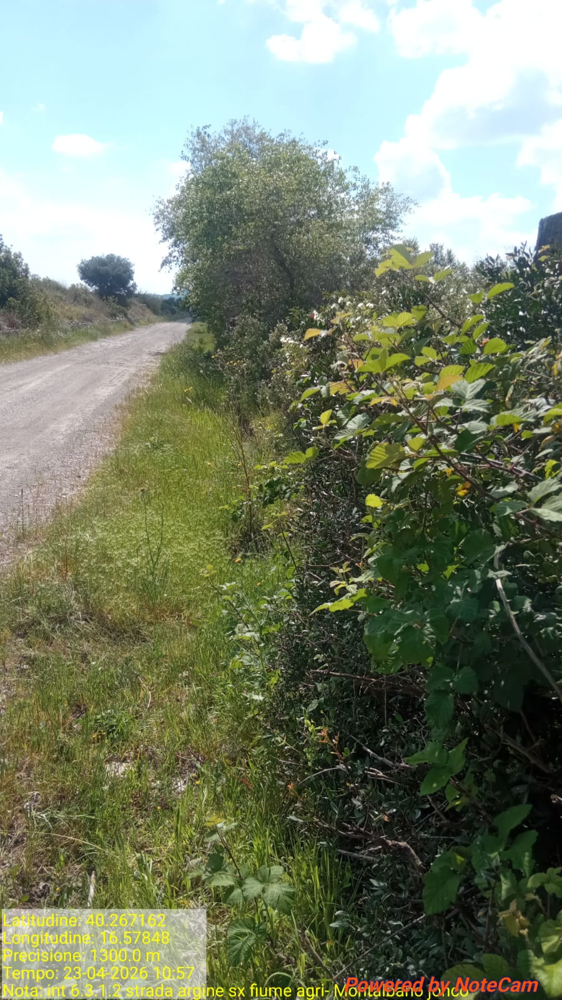 Latitudine: 40.267162
Longitudine: 16.57848
Precisione: 1300.0 m
Tempo: 23-04-2026 10:57
Nota: int 6.3.1.2 strada argine sx fiume agri- Montalbano jonco
Powered by NoteCam